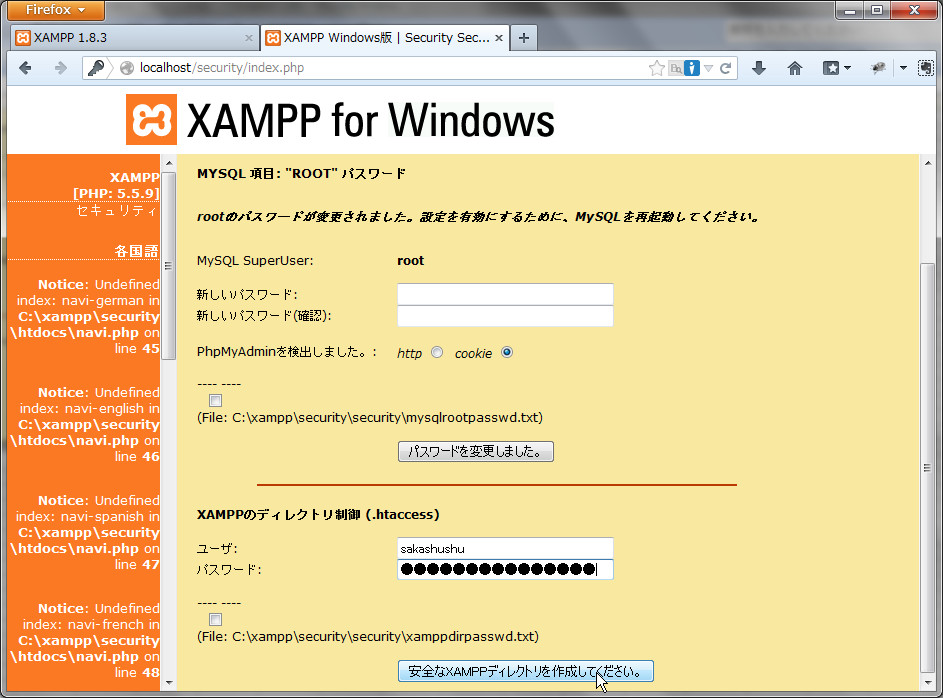 Firefox
XAMPP 1.8.3
XAMPP Windows版 | Security Sec...
localhost/security/index.php
XAMPP for Windows
XAMPP
[PHP: 5.5.9]
セキュリティ
各国語
Notice: Undefined
index: navi-german in
C:\xampp\security
\htdocs\navi.php on
line 45
Notice: Undefined
index: navi-english in
C:\xampp\security
\htdocs\navi.php on
line 46
Notice: Undefined
index: navi-spanish in
C:\xampp\security
\htdocs\navi.php on
line 47
Notice: Undefined
index: navi-french in
C:\xampp\security
\htdocs\navi.php on
line 48
MYSQL 項目: "ROOT" パスワード
rootのパスワードが変更されました。設定を有効にするために、MySQLを再起動してください。
MySQL SuperUser: root
新しいパスワード:
新しいパスワード(確認):
PhpMyAdminを検出しました。: http cookie
---- ----
(File: C:\xampp\security\security\mysqlrootpasswd.txt)
パスワードを変更しました。
XAMPPのディレクトリ制御 (.htaccess)
ユーザ: sakashushu
パスワード: ●●●●●●●●●●●●●●●
---- ----
(File: C:\xampp\security\security\xamppdirpasswd.txt)
安全なXAMPPディレクトリを作成してください。